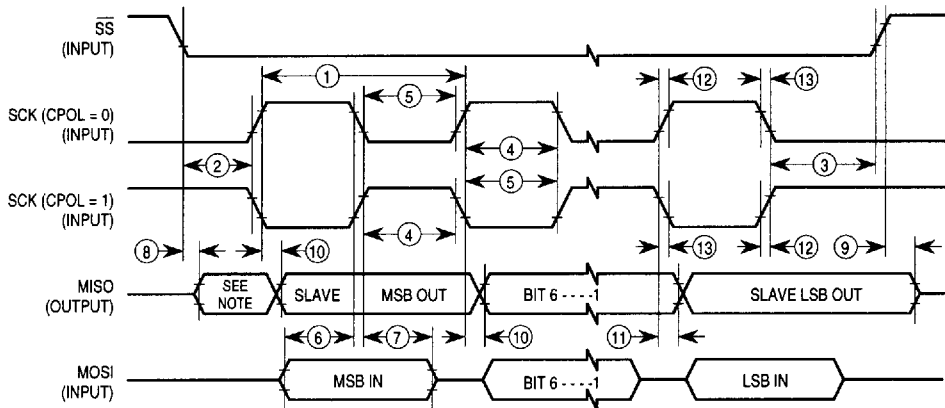 SS
(INPUT)
1
12
13
5
SCK (CPOL = 0)
(INPUT)
4
2
3
5
SCK (CPOL = 1)
(INPUT)
4
8
10
13
12
9
MISO
(OUTPUT)
SEE
NOTE
SLAVE
MSB OUT
BIT 6 - - - - 1
SLAVE LSB OUT
6
7
10
11
MOSI
(INPUT)
MSB IN
BIT 6 - - - - 1
LSB IN